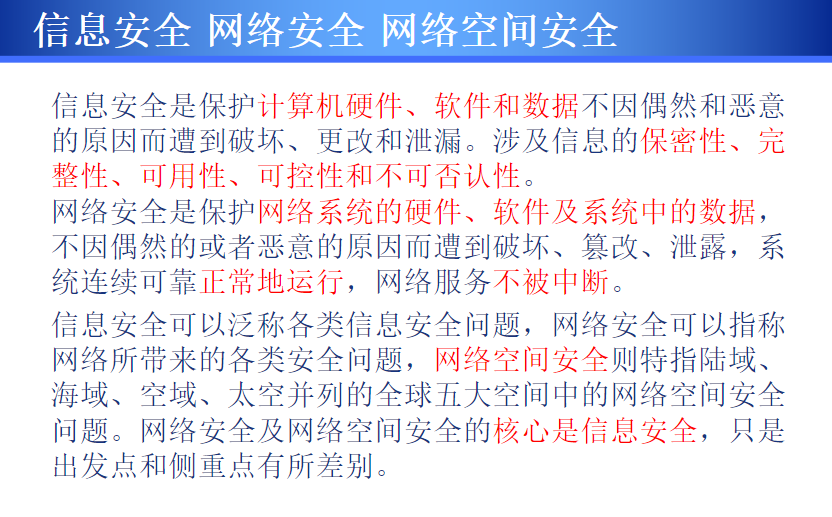 信息安全 网络安全 网络空间安全
信息安全是保护计算机硬件、软件和数据不因偶然和恶意
的原因而遭到破坏、更改和泄漏。涉及信息的保密性、完
整性、可用性、可控性和不可否认性。
网络安全是保护网络系统的硬件、软件及系统中的数据，
不因偶然的或者恶意的原因而遭到破坏、篡改、泄露，系
统连续可靠正常地运行，网络服务不被中断。
信息安全可以泛称各类信息安全问题，网络安全可以指称
网络所带来的各类安全问题，网络空间安全则特指陆域、
海域、空域、太空并列的全球五大空间中的网络空间安全
问题。网络安全及网络空间安全的核心是信息安全，只是
出发点和侧重点有所差别。